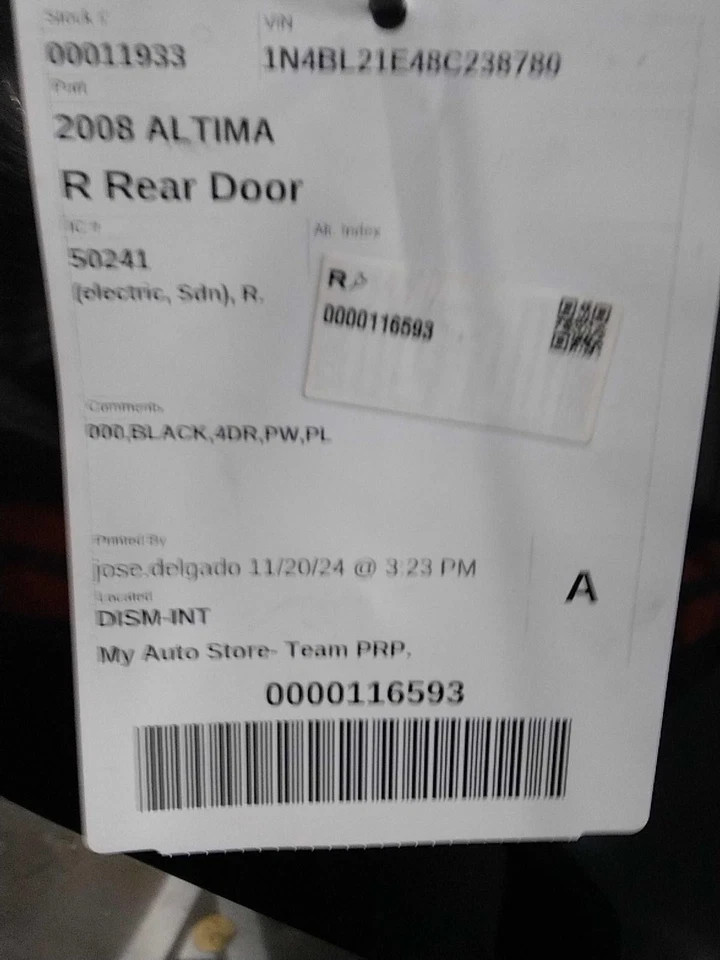 Stock #
VIN
00011933
1N4BL21E48C238780
Part
2008 ALTIMA
R Rear Door
IC #
Alt. Index
50241
(electric, Sdn), R.
R
0000116593
Comments
000,BLACK,4DR,PW,PL
Printed By
jose.delgado 11/20/24 @ 3:23 PM
A
Located
DISM-INT
My Auto Store- Team PRP,
0000116593